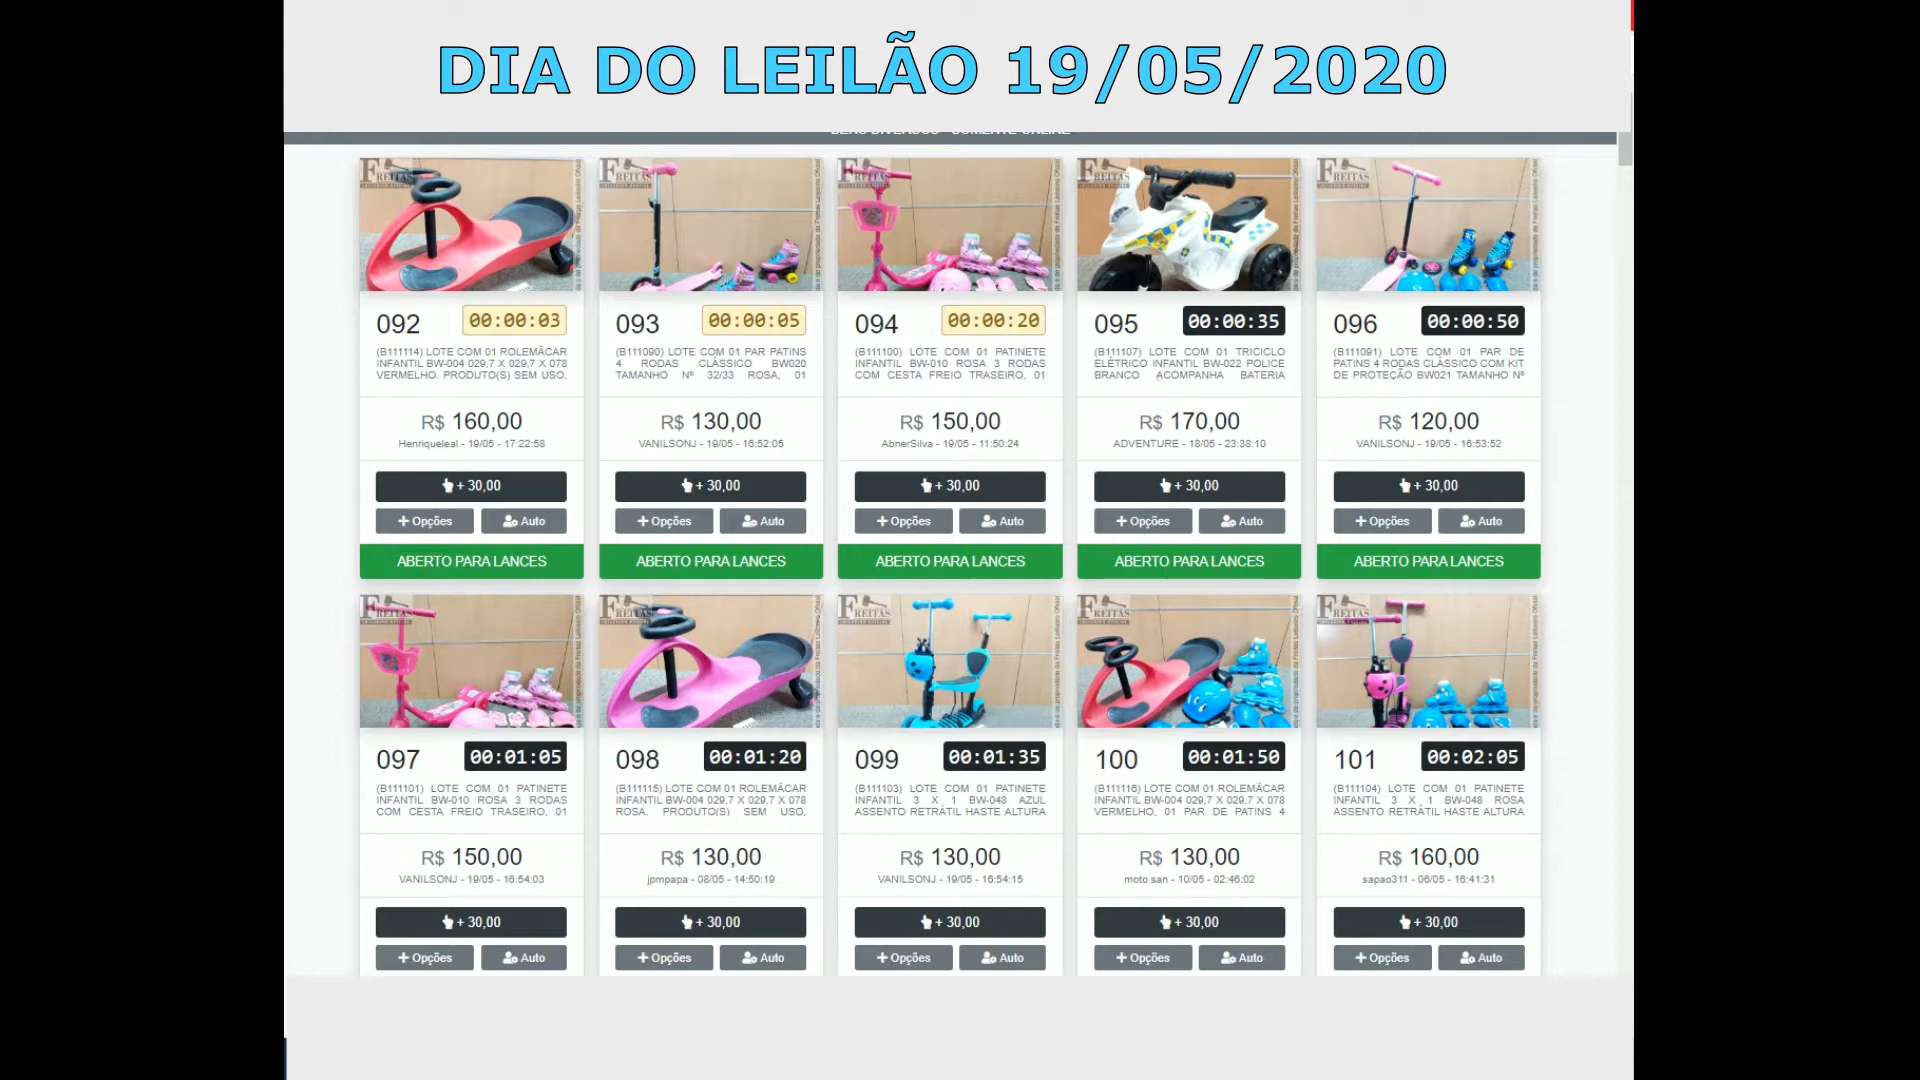 DIA DO LEILÃO 19/05/2020
BENS DIVERSOS - SOMENTE ONLINE
FREITAS
FREITAS
FREITAS
FREITAS
FREITAS
092 00:00:03
(B111114) LOTE COM 01 ROLEMÃCAR
INFANTIL BW-004 029,7 X 029,7 X 078
VERMELHO. PRODUTO(S) SEM USO,
R$ 160,00
Henriqueleal - 19/05 - 17:22:58
+ 30,00
+ Opções Auto
ABERTO PARA LANCES
093 00:00:05
(B111090) LOTE COM 01 PAR PATINS
4 RODAS CLÁSSICO BW020
TAMANHO Nº 32/33 ROSA, 01
R$ 130,00
VANILSONJ - 19/05 - 16:52:05
+ 30,00
+ Opções Auto
ABERTO PARA LANCES
094 00:00:20
(B111100) LOTE COM 01 PATINETE
INFANTIL BW-010 ROSA 3 RODAS
COM CESTA FREIO TRASEIRO, 01
R$ 150,00
AbnerSilva - 19/05 - 11:50:24
+ 30,00
+ Opções Auto
ABERTO PARA LANCES
095 00:00:35
(B111107) LOTE COM 01 TRICICLO
ELÉTRICO INFANTIL BW-022 POLICE
BRANCO ACOMPANHA BATERIA
R$ 170,00
ADVENTURE - 18/05 - 23:38:10
+ 30,00
+ Opções Auto
ABERTO PARA LANCES
096 00:00:50
(B111091) LOTE COM 01 PAR DE
PATINS 4 RODAS CLÁSSICO COM KIT
DE PROTEÇÃO BW021 TAMANHO Nº
R$ 120,00
VANILSONJ - 19/05 - 16:53:52
+ 30,00
+ Opções Auto
ABERTO PARA LANCES
FREITAS
FREITAS
FREITAS
FREITAS
FREITAS
097 00:01:05
(B111101) LOTE COM 01 PATINETE
INFANTIL BW-010 ROSA 3 RODAS
COM CESTA FREIO TRASEIRO, 01
R$ 150,00
VANILSONJ - 19/05 - 16:54:03
+ 30,00
+ Opções Auto
098 00:01:20
(B111115) LOTE COM 01 ROLEMÃCAR
INFANTIL BW-004 029,7 X 029,7 X 078
ROSA. PRODUTO(S) SEM USO,
R$ 130,00
jpmpapa - 08/05 - 14:50:19
+ 30,00
+ Opções Auto
099 00:01:35
(B111103) LOTE COM 01 PATINETE
INFANTIL 3 X 1 BW-048 AZUL
ASSENTO RETRÁTIL HASTE ALTURA
R$ 130,00
VANILSONJ - 19/05 - 16:54:15
+ 30,00
+ Opções Auto
100 00:01:50
(B111116) LOTE COM 01 ROLEMÃCAR
INFANTIL BW-004 029,7 X 029,7 X 078
VERMELHO, 01 PAR DE PATINS 4
R$ 130,00
moto san - 10/05 - 02:46:02
+ 30,00
+ Opções Auto
101 00:02:05
(B111104) LOTE COM 01 PATINETE
INFANTIL 3 X 1 BW-048 ROSA
ASSENTO RETRÁTIL HASTE ALTURA
R$ 160,00
sapao311 - 06/05 - 16:41:31
+ 30,00
+ Opções Auto